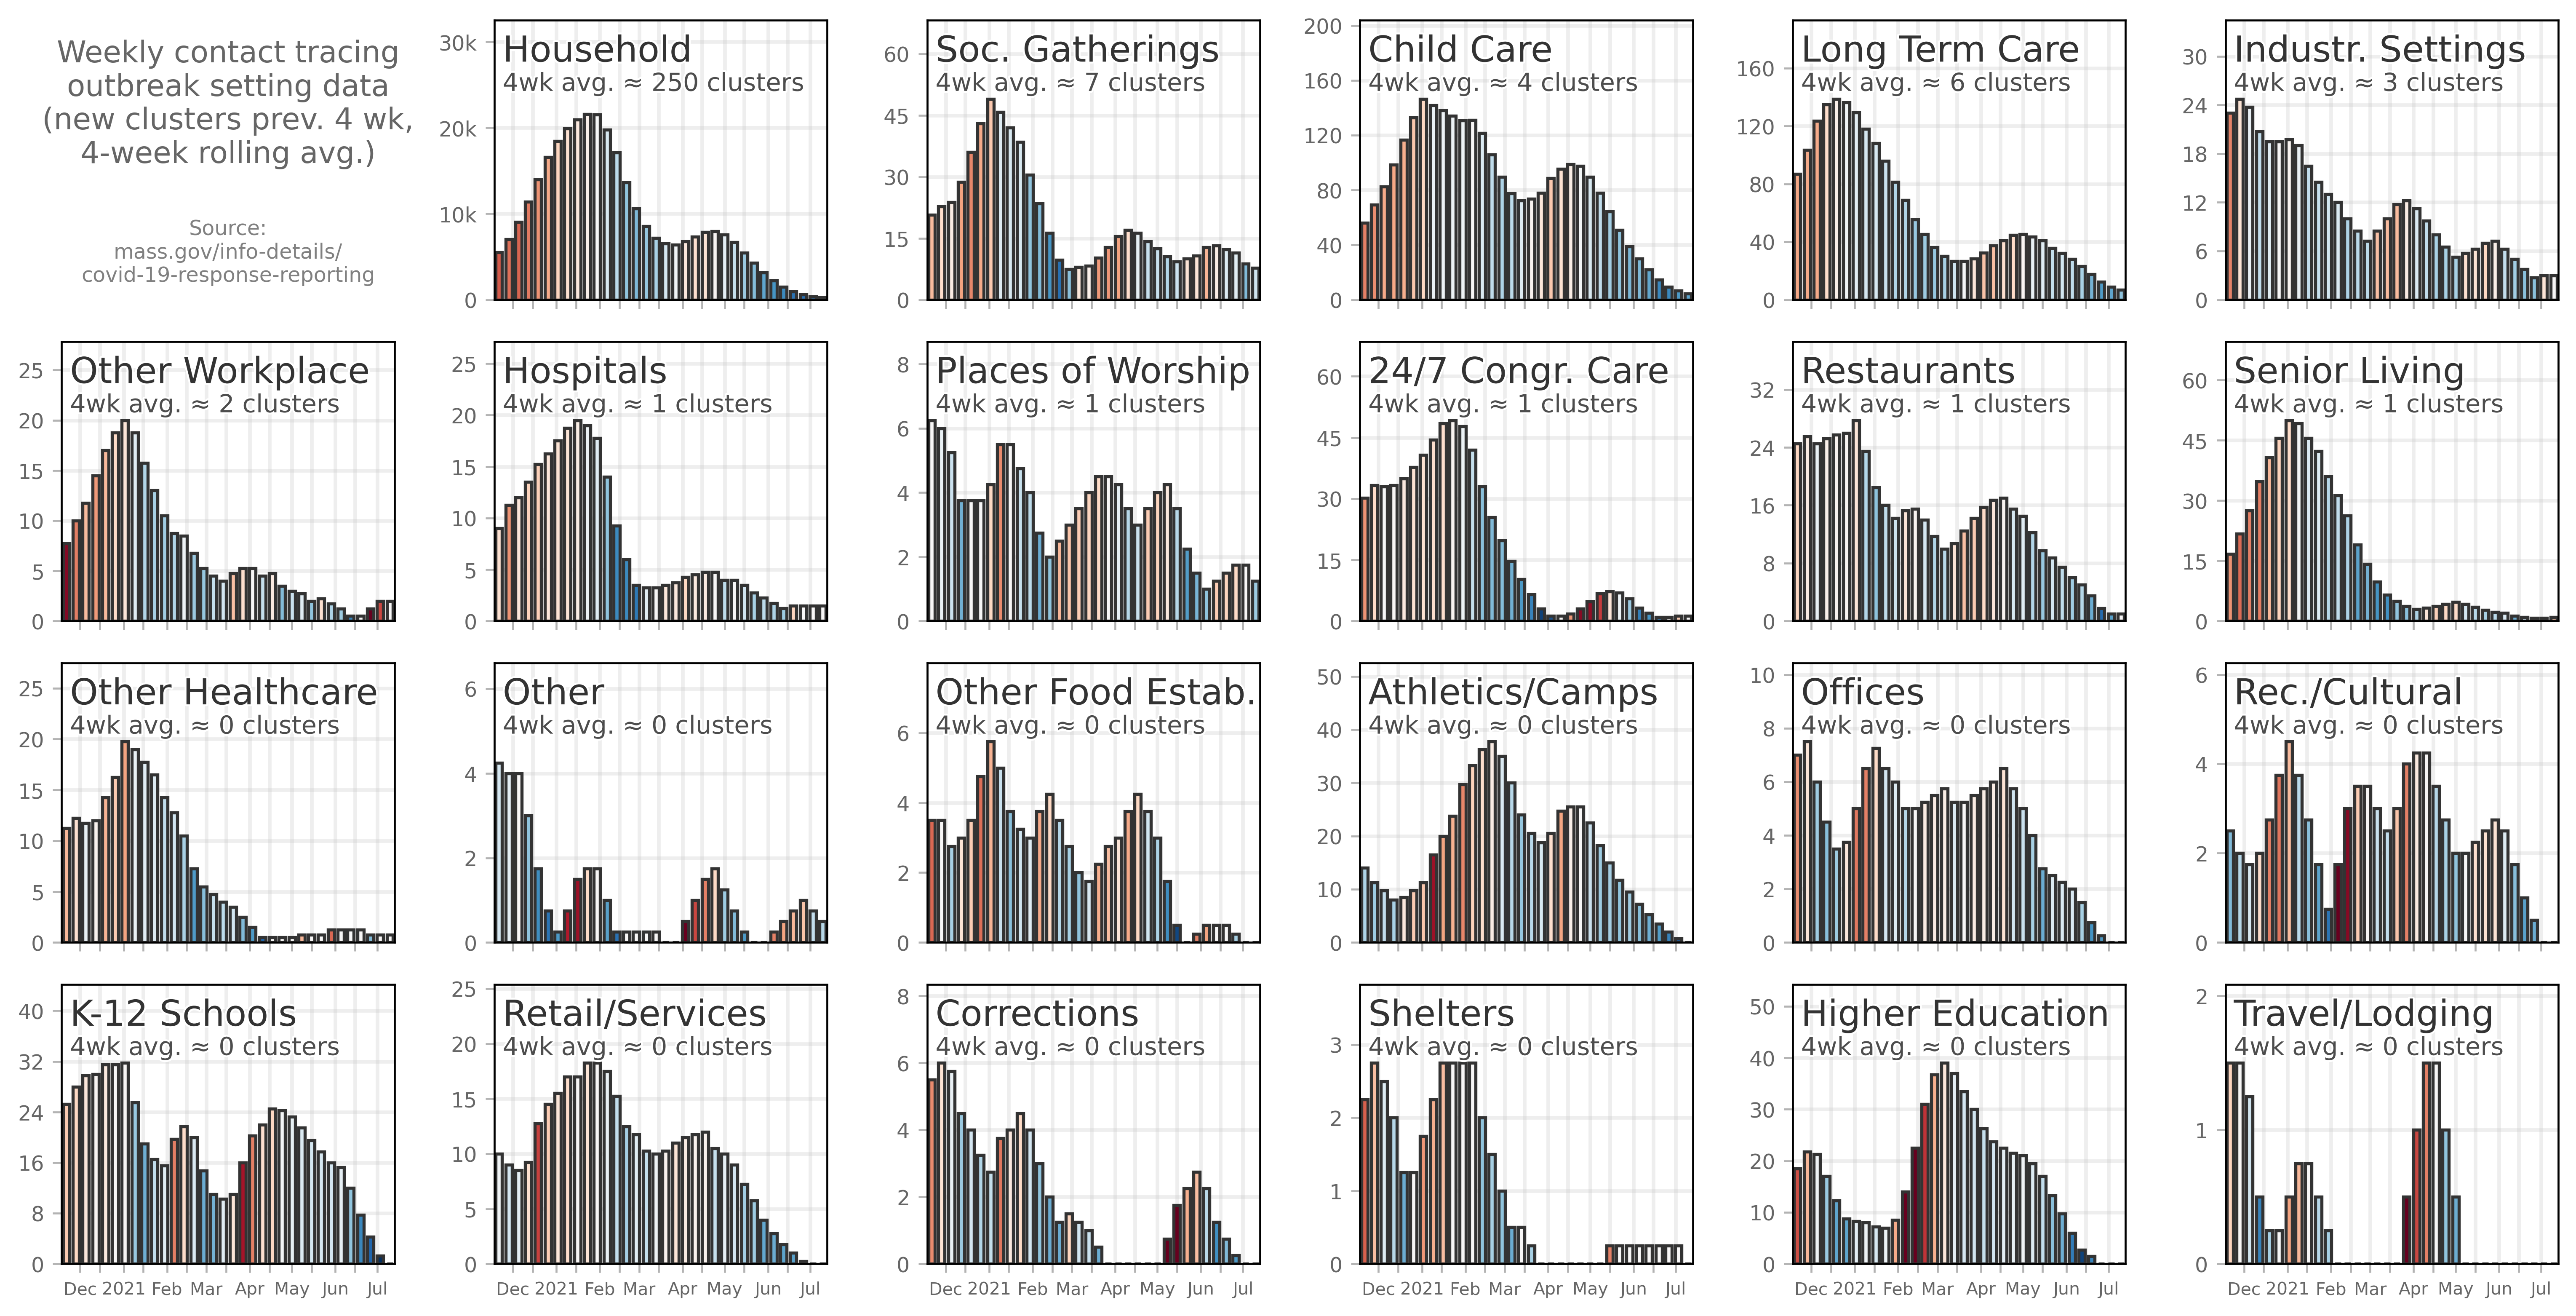 Weekly contact tracing
outbreak setting data
(new clusters prev. 4 wk,
4-week rolling avg.)
Source:
mass.gov/info-details/
covid-19-response-reporting
Household
4wk avg. ≈ 250 clusters
30k
20k
10k
0
Soc. Gatherings
4wk avg. ≈ 7 clusters
60
45
30
15
0
Child Care
4wk avg. ≈ 4 clusters
200
160
120
80
40
0
Long Term Care
4wk avg. ≈ 6 clusters
160
120
80
40
0
Industr. Settings
4wk avg. ≈ 3 clusters
30
24
18
12
6
0
Other Workplace
4wk avg. ≈ 2 clusters
25
20
15
10
5
0
Hospitals
4wk avg. ≈ 1 clusters
25
20
15
10
5
0
Places of Worship
4wk avg. ≈ 1 clusters
8
6
4
2
0
24/7 Congr. Care
4wk avg. ≈ 1 clusters
60
45
30
15
0
Restaurants
4wk avg. ≈ 1 clusters
32
24
16
8
0
Senior Living
4wk avg. ≈ 1 clusters
60
45
30
15
0
Other Healthcare
4wk avg. ≈ 0 clusters
25
20
15
10
5
0
Other
4wk avg. ≈ 0 clusters
6
4
2
0
Other Food Estab.
4wk avg. ≈ 0 clusters
6
4
2
0
Athletics/Camps
4wk avg. ≈ 0 clusters
50
40
30
20
10
0
Offices
4wk avg. ≈ 0 clusters
10
8
6
4
2
0
Rec./Cultural
4wk avg. ≈ 0 clusters
6
4
2
0
K-12 Schools
4wk avg. ≈ 0 clusters
40
32
24
16
8
0
Dec 2021 Feb Mar Apr May Jun Jul
Retail/Services
4wk avg. ≈ 0 clusters
25
20
15
10
5
0
Dec 2021 Feb Mar Apr May Jun Jul
Corrections
4wk avg. ≈ 0 clusters
8
6
4
2
0
Dec 2021 Feb Mar Apr May Jun Jul
Shelters
4wk avg. ≈ 0 clusters
3
2
1
0
Dec 2021 Feb Mar Apr May Jun Jul
Higher Education
4wk avg. ≈ 0 clusters
50
40
30
20
10
0
Dec 2021 Feb Mar Apr May Jun Jul
Travel/Lodging
4wk avg. ≈ 0 clusters
2
1
0
Dec 2021 Feb Mar Apr May Jun Jul